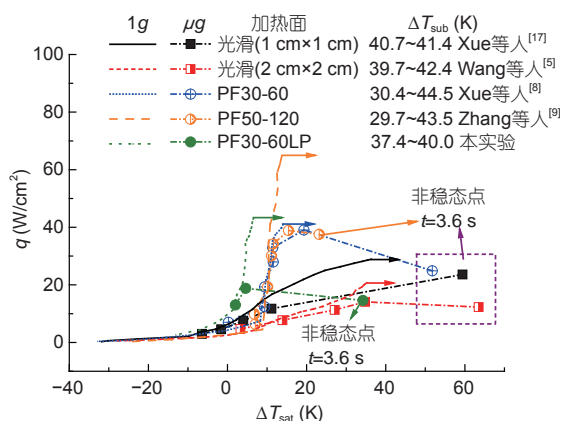 1g μg 加热面 ΔTsub (K)
光滑(1 cm×1 cm) 40.7~41.4 Xue等人[17]
光滑(2 cm×2 cm) 39.7~42.4 Wang等人[5]
PF30-60 30.4~44.5 Xue等人[8]
PF50-120 29.7~43.5 Zhang等人[9]
PF30-60LP 37.4~40.0 本实验
非稳态点
t=3.6 s
非稳态点
t=3.6 s
q (W/cm²)
100
80
60
40
20
0
−40 −20 0 20 40 60
ΔTsat (K)